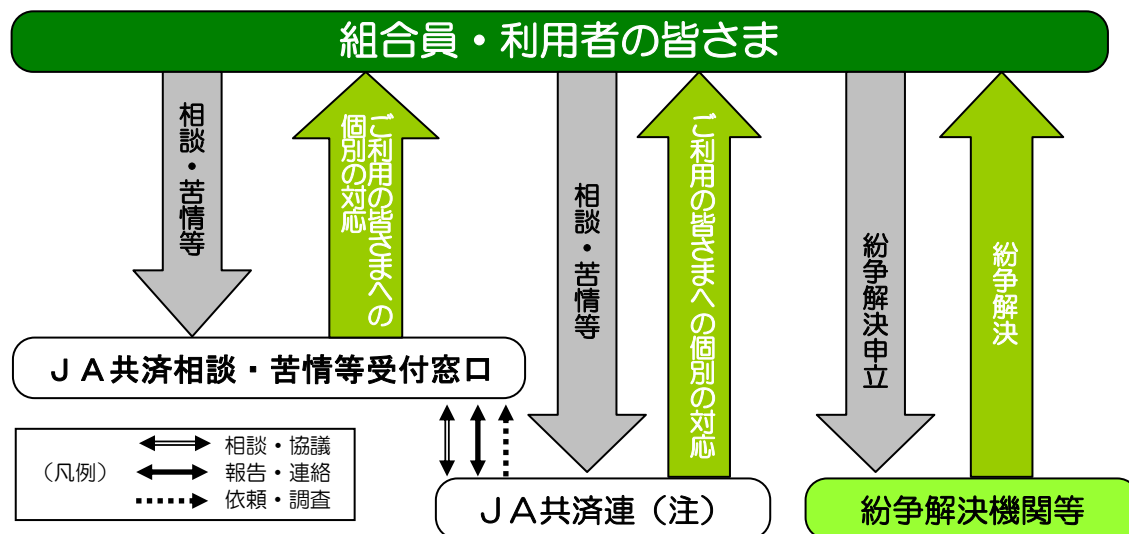 組合員・利用者の皆さま
相談・苦情等
ご利用の皆さまへの
個別の対応
相談・苦情等
ご利用の皆さまへの個別の対応
紛争解決申立
紛争解決
JA共済相談・苦情等受付窓口
（凡例）
相談・協議
報告・連絡
依頼・調査
JA共済連（注）
紛争解決機関等